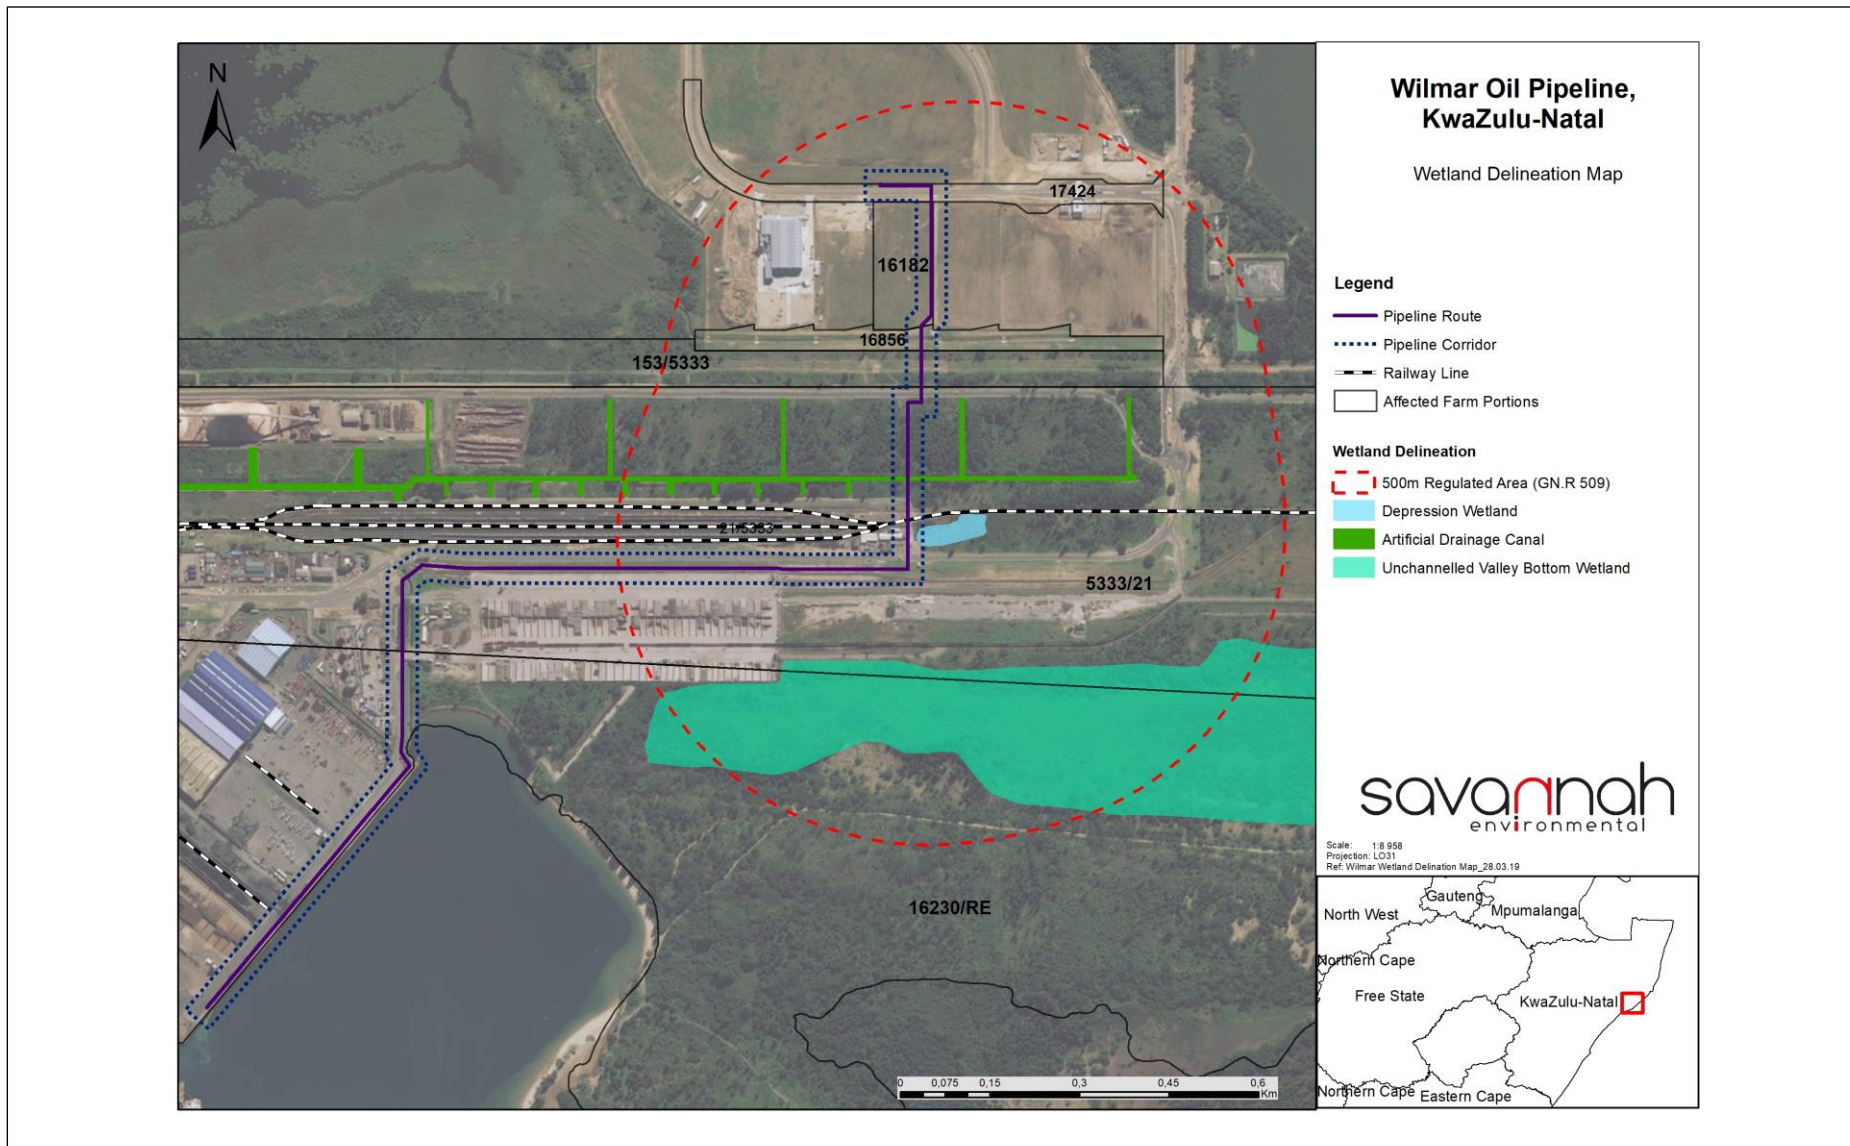 N
17424
16182
16856
153/5333
21/5333
5333/21
16230/RE
0 0,075 0,15 0,3 0,45 0,6
Km
Wilmar Oil Pipeline,
KwaZulu-Natal
Wetland Delineation Map
Legend
Pipeline Route
Pipeline Corridor
Railway Line
Affected Farm Portions
Wetland Delineation
500m Regulated Area (GN.R 509)
Depression Wetland
Artificial Drainage Canal
Unchannelled Valley Bottom Wetland
savannah
environmental
Scale: 1:8 958
Projection: LO31
Ref: Wilmar Wetland Delination Map_28.03.19
Gauteng
North West
Mpumalanga
Northern Cape
Free State
KwaZulu-Natal
Northern Cape
Eastern Cape